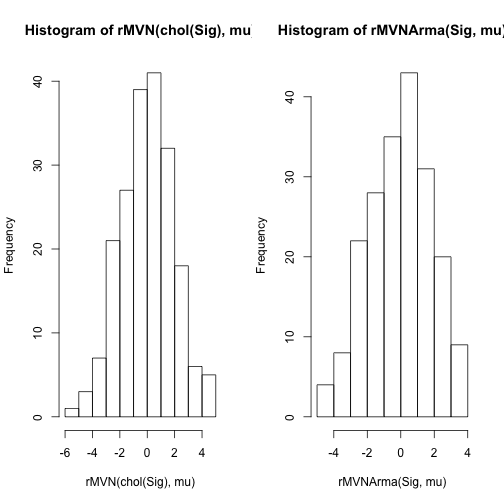 Histogram of rMVN(chol(Sig), mu)
Frequency
40
30
20
10
0
-6 -4 -2 0 2 4
rMVN(chol(Sig), mu)
Histogram of rMVNArma(Sig, mu)
Frequency
40
30
20
10
0
-4 -2 0 2 4
rMVNArma(Sig, mu)